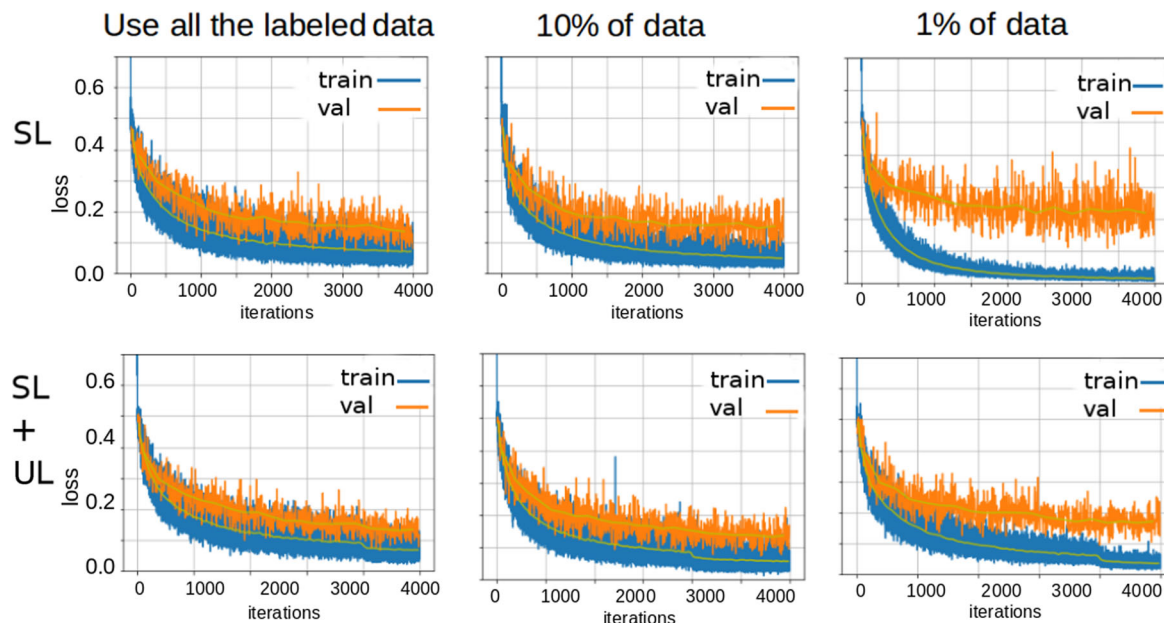 Use all the labeled data
10% of data
1% of data
SL
loss
0.6
0.4
0.2
0.0
train
val
0 1000 2000 3000 4000
iterations
train
val
0 1000 2000 3000 4000
iterations
train
val
0 1000 2000 3000 4000
iterations
SL
+
UL
loss
0.6
0.4
0.2
0.0
train
val
0 1000 2000 3000 4000
iterations
train
val
0 1000 2000 3000 4000
iterations
train
val
0 1000 2000 3000 4000
iterations